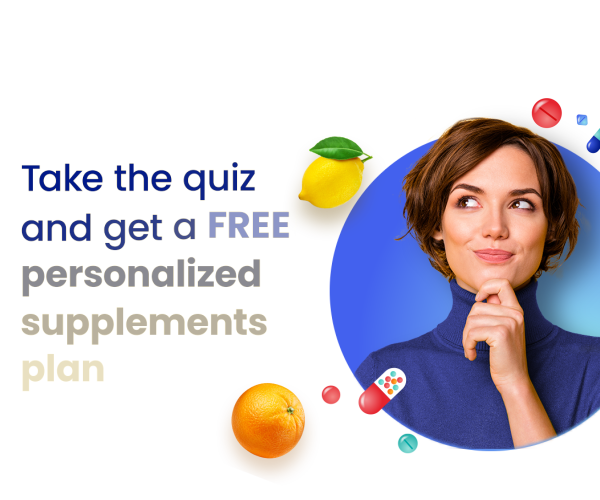 Take the quiz
and get a FREE
personalized
supplements
plan